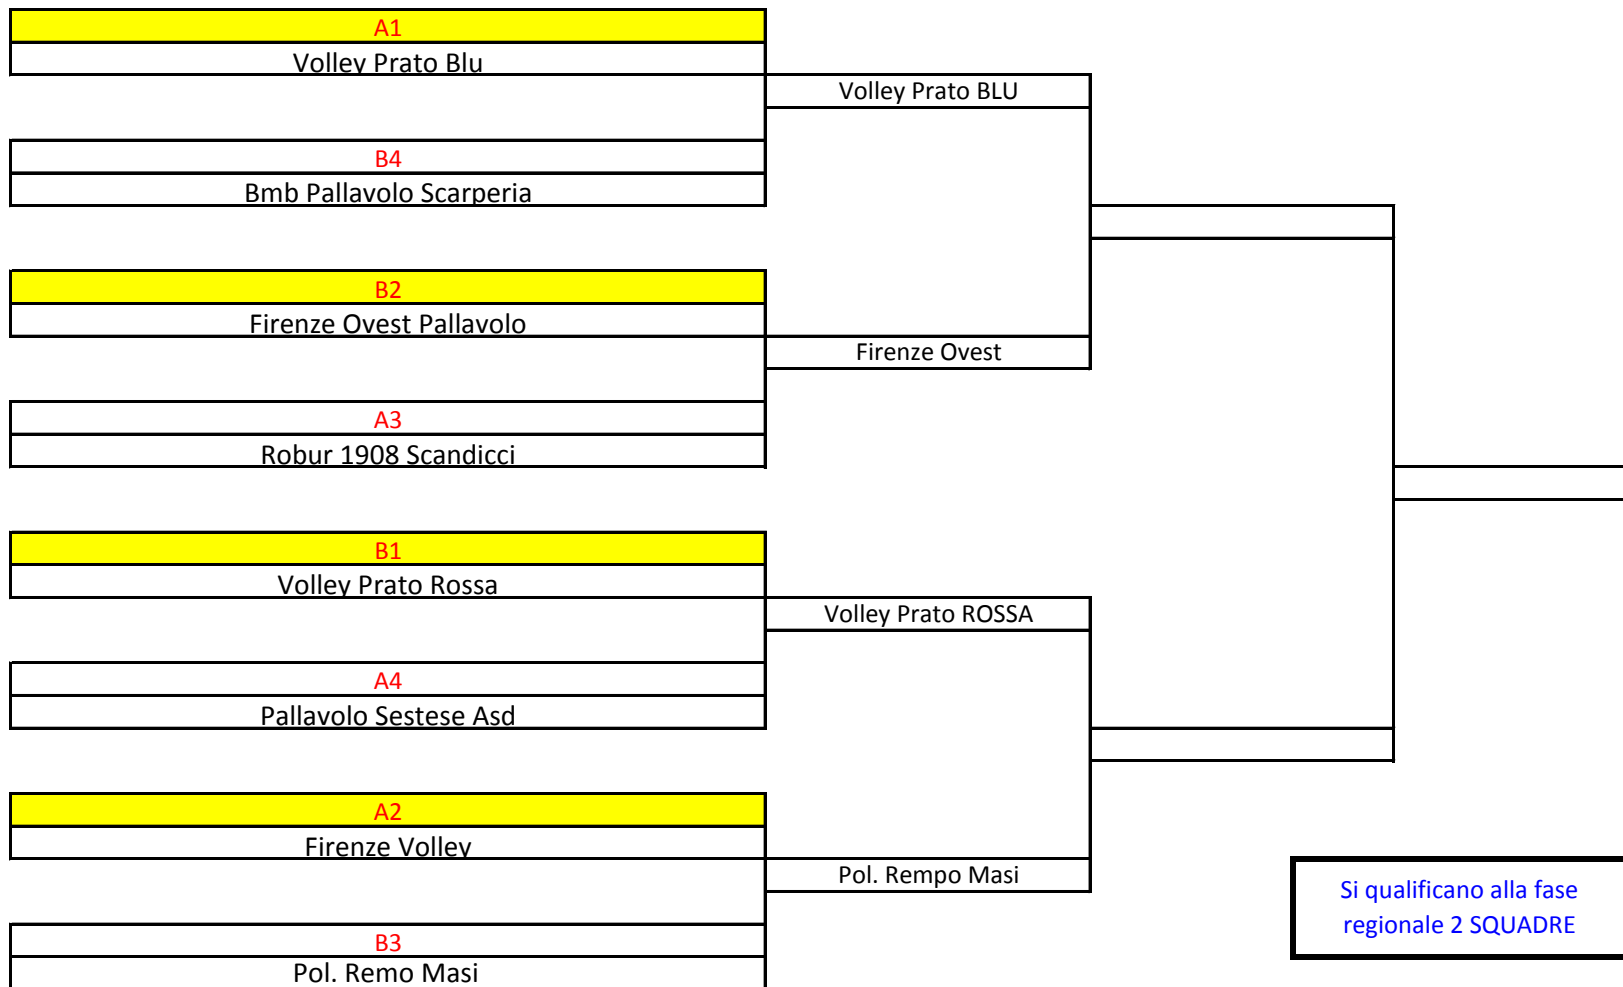 A1
Volley Prato Blu
Volley Prato BLU
B4
Bmb Pallavolo Scarperia
B2
Firenze Ovest Pallavolo
Firenze Ovest
A3
Robur 1908 Scandicci
B1
Volley Prato Rossa
Volley Prato ROSSA
A4
Pallavolo Sestese Asd
A2
Firenze Volley
Pol. Rempo Masi
B3
Pol. Remo Masi
Si qualificano alla fase
regionale 2 SQUADRE